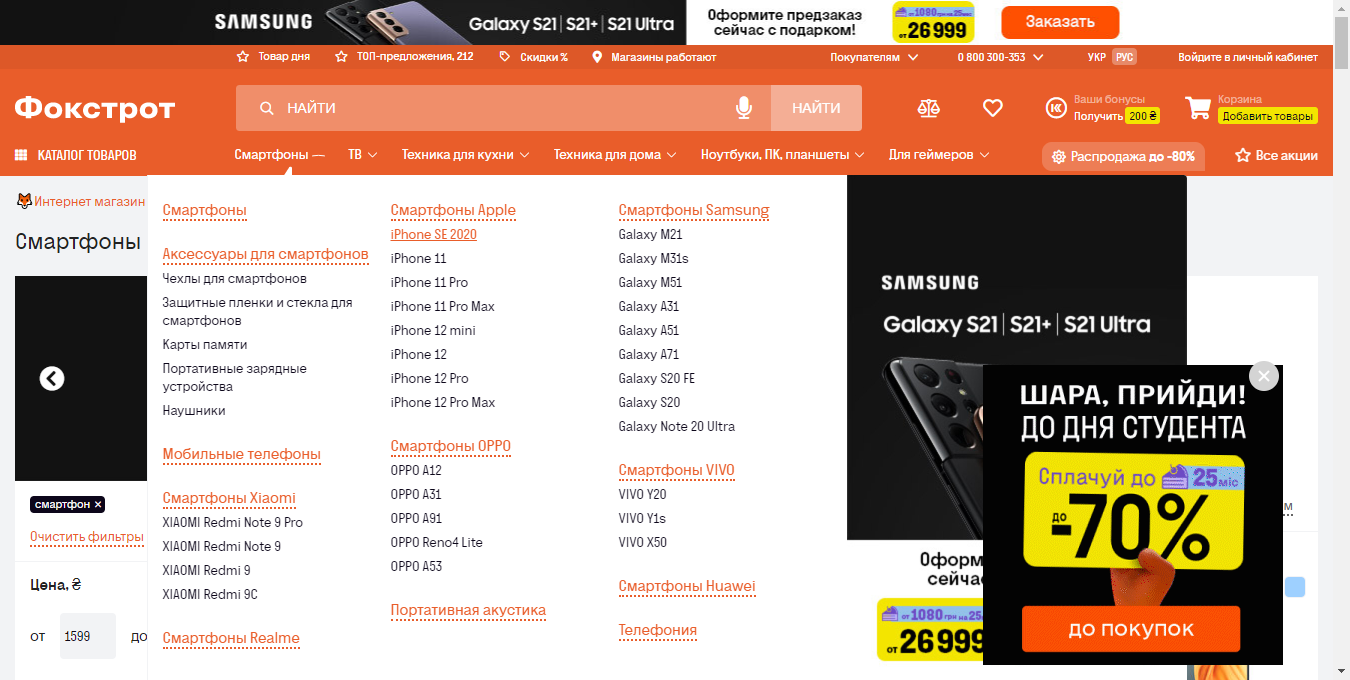 SAMSUNG
Galaxy S21 | S21+ | S21 Ultra
Оформите предзаказ
сейчас с подарком!
от 1080 грн на 25 міс
от 26 999
Заказать
Товар дня
ТОП-предложения, 212
Скидки %
Магазины работают
Покупателям
0 800 300-353
УКР
РУС
Войдите в личный кабинет
Фокстрот
НАЙТИ
НАЙТИ
Ваши бонусы
Получить 200 ₴
Корзина
Добавить товары
КАТАЛОГ ТОВАРОВ
Смартфоны
ТВ
Техника для кухни
Техника для дома
Ноутбуки, ПК, планшеты
Для геймеров
Распродажа до -80%
Все акции
Интернет магазин
Смартфоны
смартфон ×
Очистить фильтры
Цена, ₴
от
1599
до
Смартфоны
Аксессуары для смартфонов
Чехлы для смартфонов
Защитные пленки и стекла для
смартфонов
Карты памяти
Портативные зарядные
устройства
Наушники
Мобильные телефоны
Смартфоны Xiaomi
XIAOMI Redmi Note 9 Pro
XIAOMI Redmi Note 9
XIAOMI Redmi 9
XIAOMI Redmi 9C
Смартфоны Realme
Смартфоны Apple
iPhone SE 2020
iPhone 11
iPhone 11 Pro
iPhone 11 Pro Max
iPhone 12 mini
iPhone 12
iPhone 12 Pro
iPhone 12 Pro Max
Смартфоны OPPO
OPPO A12
OPPO A31
OPPO A91
OPPO Reno4 Lite
OPPO A53
Портативная акустика
Смартфоны Samsung
Galaxy M21
Galaxy M31s
Galaxy M51
Galaxy A31
Galaxy A51
Galaxy A71
Galaxy S20 FE
Galaxy S20
Galaxy Note 20 Ultra
Смартфоны VIVO
VIVO Y20
VIVO Y1s
VIVO X50
Смартфоны Huawei
Телефония
SAMSUNG
Galaxy S21 | S21+ | S21 Ultra
Оформ
сейчас
от 1080 грн на 25
от 26 999
ШАРА, ПРИЙДИ!
ДО ДНЯ СТУДЕНТА
Сплачуй до 25 міс
до -70%
ДО ПОКУПОК
м